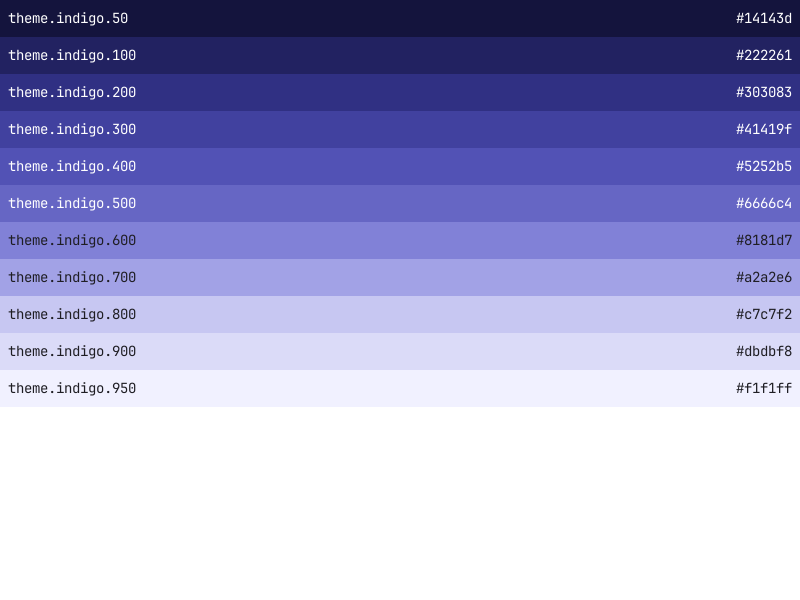 theme.indigo.50 #14143d
theme.indigo.100 #222261
theme.indigo.200 #303083
theme.indigo.300 #41419f
theme.indigo.400 #5252b5
theme.indigo.500 #6666c4
theme.indigo.600 #8181d7
theme.indigo.700 #a2a2e6
theme.indigo.800 #c7c7f2
theme.indigo.900 #dbdbf8
theme.indigo.950 #f1f1ff